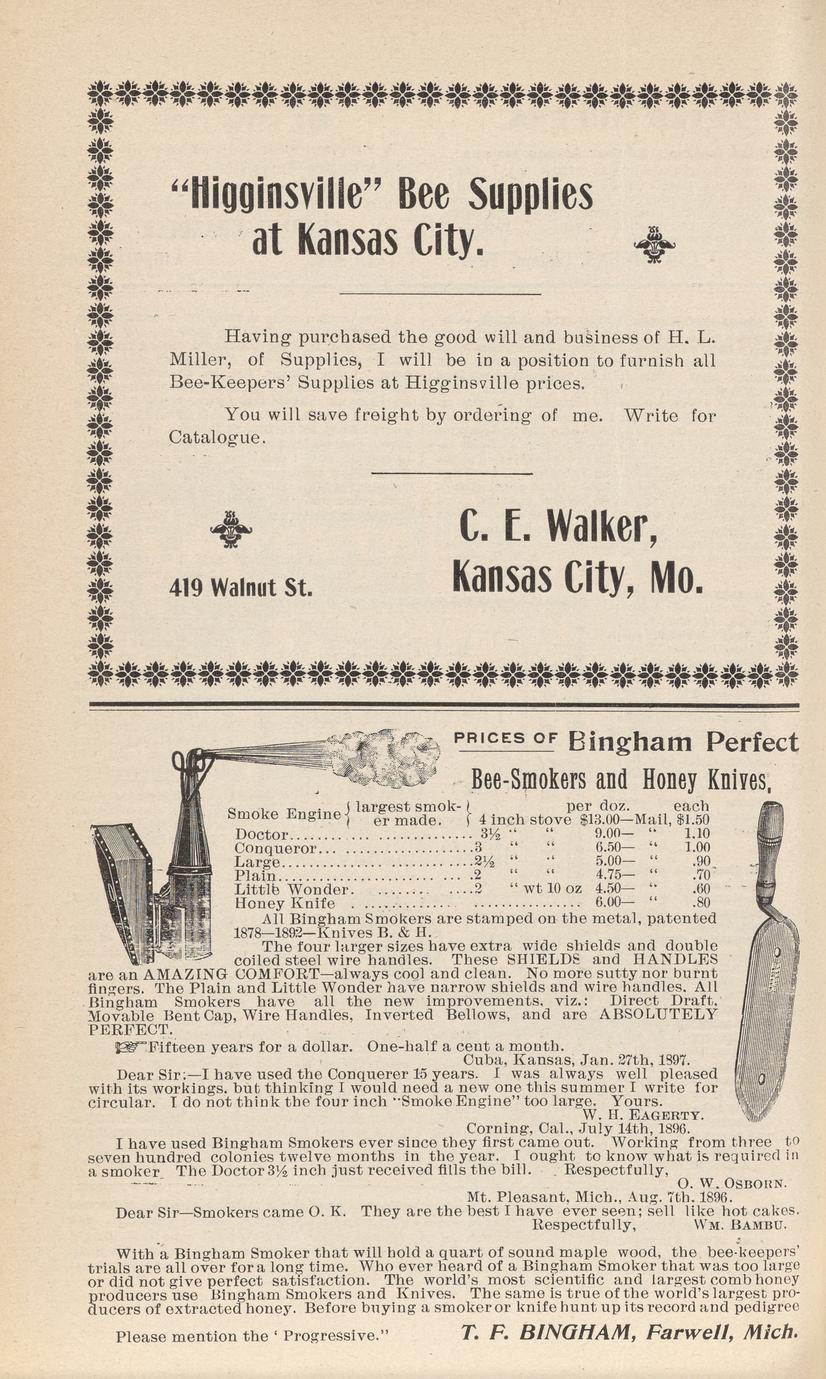 “Higginsville” Bee Supplies
at Kansas City.
Having purchased the good will and business of H. L.
Miller, of Supplies, I will be in a position to furnish all
Bee-Keepers’ Supplies at Higginsville prices.
You will save freight by ordering of me. Write for
Catalogue.
C. E. Walker,
419 Walnut St. Kansas City, Mo.
PRICES OF Bingham Perfect
Bee-Smokers and Honey Knives,
per doz. each
Smoke Engine { largest smok-er made. } 4 inch stove $13.00—Mail, $1.50
Doctor........................... 3½ “ “ 9.00— “ 1.10
Conqueror... ...................3 “ “ 6.50— “ 1.00
Large............................2½ “ “ 5.00— “ .90
Plain.............................2 “ “ 4.75— “ .70
Little Wonder. ........ ....2 “ wt 10 oz 4.50— “ .60
Honey Knife . .................................. 6.00— “ .80
All Bingham Smokers are stamped on the metal, patented
1878—1892—Knives B. & H.
The four larger sizes have extra wide shields and double
coiled steel wire handles. These SHIELDS and HANDLES
are an AMAZING COMFORT—always cool and clean. No more sutty nor burnt
fingers. The Plain and Little Wonder have narrow shields and wire handles. All
Bingham Smokers have all the new improvements, viz.: Direct Draft,
Movable Bent Cap, Wire Handles, Inverted Bellows, and are ABSOLUTELY
PERFECT.
☞Fifteen years for a dollar. One-half a cent a month.
Cuba, Kansas, Jan. 27th, 1897.
Dear Sir:—I have used the Conquerer 15 years. I was always well pleased
with its workings, but thinking I would need a new one this summer I write for
circular. I do not think the four inch “Smoke Engine” too large. Yours.
W. H. EAGERTY.
Corning, Cal., July 14th, 1896.
I have used Bingham Smokers ever since they first came out. Working from three to
seven hundred colonies twelve months in the year. I ought to know what is required in
a smoker. The Doctor 3½ inch just received fills the bill. Respectfully,
O. W. OSBORN.
Mt. Pleasant, Mich., Aug. 7th. 1896.
Dear Sir—Smokers came O. K. They are the best I have ever seen; sell like hot cakes.
Respectfully, WM. BAMBU.
With a Bingham Smoker that will hold a quart of sound maple wood, the bee-keepers’
trials are all over for a long time. Who ever heard of a Bingham Smoker that was too large
or did not give perfect satisfaction. The world’s most scientific and largest comb honey
producers use Bingham Smokers and Knives. The same is true of the world’s largest pro-
ducers of extracted honey. Before buying a smoker or knife hunt up its record and pedigree
Please mention the ‘ Progressive.” T. F. BINGHAM, Farwell, Mich.